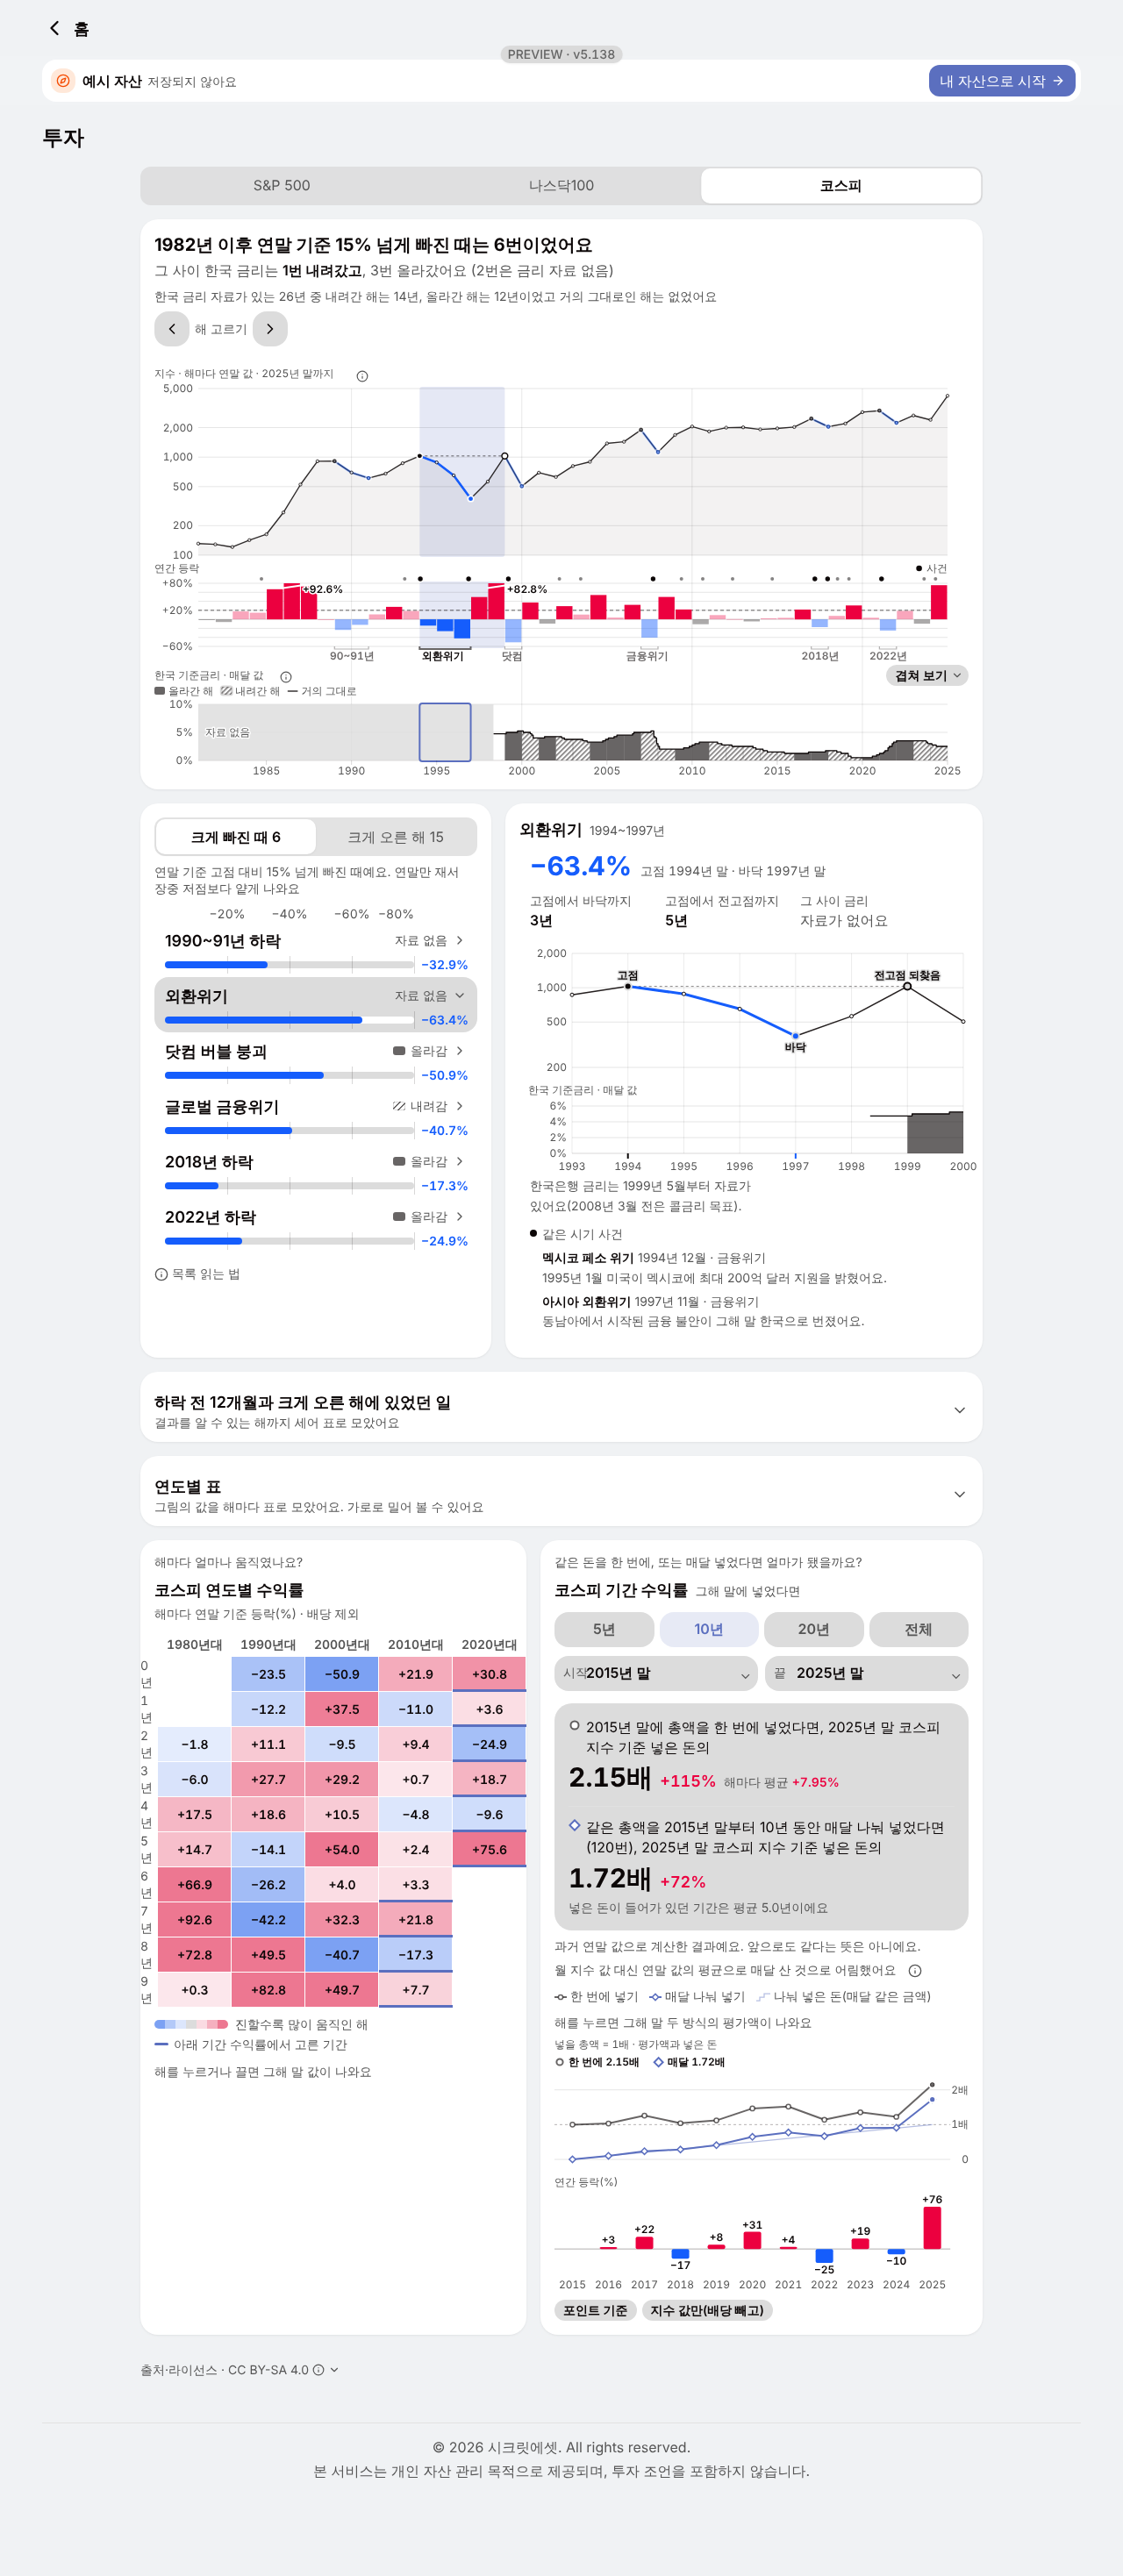 홈
PREVIEW · v5.138
예시 자산 저장되지 않아요
내 자산으로 시작 →
투자
S&P 500
나스닥100
코스피
1982년 이후 연말 기준 15% 넘게 빠진 때는 6번이었어요
그 사이 한국 금리는 1번 내려갔고, 3번 올라갔어요 (2번은 금리 자료 없음)
한국 금리 자료가 있는 26년 중 내려간 해는 14년, 올라간 해는 12년이었고 거의 그대로인 해는 없었어요
해 고르기
지수 · 해마다 연말 값 · 2025년 말까지
5,000
2,000
1,000
500
200
100
연간 등락
사건
+80%
+20%
−60%
+92.6%
+82.8%
90~91년
외환위기
닷컴
금융위기
2018년
2022년
한국 기준금리 · 매달 값
겹쳐 보기
올라간 해 내려간 해 거의 그대로
10%
5%
0%
자료 없음
1985 1990 1995 2000 2005 2010 2015 2020 2025
크게 빠진 때 6
크게 오른 해 15
연말 기준 고점 대비 15% 넘게 빠진 때예요. 연말만 재서
장중 저점보다 얕게 나와요
−20% −40% −60% −80%
1990~91년 하락 자료 없음
−32.9%
외환위기 자료 없음
−63.4%
닷컴 버블 붕괴 올라감
−50.9%
글로벌 금융위기 내려감
−40.7%
2018년 하락 올라감
−17.3%
2022년 하락 올라감
−24.9%
목록 읽는 법
외환위기 1994~1997년
−63.4% 고점 1994년 말 · 바닥 1997년 말
고점에서 바닥까지
3년
고점에서 전고점까지
5년
그 사이 금리
자료가 없어요
2,000
1,000
500
200
고점
전고점 되찾음
바닥
한국 기준금리 · 매달 값
6%
4%
2%
0%
1993 1994 1995 1996 1997 1998 1999 2000
한국은행 금리는 1999년 5월부터 자료가
있어요(2008년 3월 전은 콜금리 목표).
같은 시기 사건
멕시코 페소 위기 1994년 12월 · 금융위기
1995년 1월 미국이 멕시코에 최대 200억 달러 지원을 밝혔어요.
아시아 외환위기 1997년 11월 · 금융위기
동남아에서 시작된 금융 불안이 그해 말 한국으로 번졌어요.
하락 전 12개월과 크게 오른 해에 있었던 일
결과를 알 수 있는 해까지 세어 표로 모았어요
연도별 표
그림의 값을 해마다 표로 모았어요. 가로로 밀어 볼 수 있어요
해마다 얼마나 움직였나요?
코스피 연도별 수익률
해마다 연말 기준 등락(%) · 배당 제외
1980년대 1990년대 2000년대 2010년대 2020년대
0년 −23.5 −50.9 +21.9 +30.8
1년 −12.2 +37.5 −11.0 +3.6
2년 −1.8 +11.1 −9.5 +9.4 −24.9
3년 −6.0 +27.7 +29.2 +0.7 +18.7
4년 +17.5 +18.6 +10.5 −4.8 −9.6
5년 +14.7 −14.1 +54.0 +2.4 +75.6
6년 +66.9 −26.2 +4.0 +3.3
7년 +92.6 −42.2 +32.3 +21.8
8년 +72.8 +49.5 −40.7 −17.3
9년 +0.3 +82.8 +49.7 +7.7
진할수록 많이 움직인 해
아래 기간 수익률에서 고른 기간
해를 누르거나 끌면 그해 말 값이 나와요
같은 돈을 한 번에, 또는 매달 넣었다면 얼마가 됐을까요?
코스피 기간 수익률 그해 말에 넣었다면
5년
10년
20년
전체
시작 2015년 말
끝 2025년 말
2015년 말에 총액을 한 번에 넣었다면, 2025년 말 코스피
지수 기준 넣은 돈의
2.15배 +115% 해마다 평균 +7.95%
같은 총액을 2015년 말부터 10년 동안 매달 나눠 넣었다면
(120번), 2025년 말 코스피 지수 기준 넣은 돈의
1.72배 +72%
넣은 돈이 들어가 있던 기간은 평균 5.0년이에요
과거 연말 값으로 계산한 결과예요. 앞으로도 같다는 뜻은 아니에요.
월 지수 값 대신 연말 값의 평균으로 매달 산 것으로 어림했어요
한 번에 넣기 매달 나눠 넣기 나눠 넣은 돈(매달 같은 금액)
해를 누르면 그해 말 두 방식의 평가액이 나와요
넣을 총액 = 1배 · 평가액과 넣은 돈
한 번에 2.15배 매달 1.72배
2배
1배
0
연간 등락(%)
+3 +22 −17 +8 +31 +4 −25 +19 −10 +76
2015 2016 2017 2018 2019 2020 2021 2022 2023 2024 2025
포인트 기준
지수 값만(배당 빼고)
출처·라이선스 · CC BY-SA 4.0
© 2026 시크릿에셋. All rights reserved.
본 서비스는 개인 자산 관리 목적으로 제공되며, 투자 조언을 포함하지 않습니다.